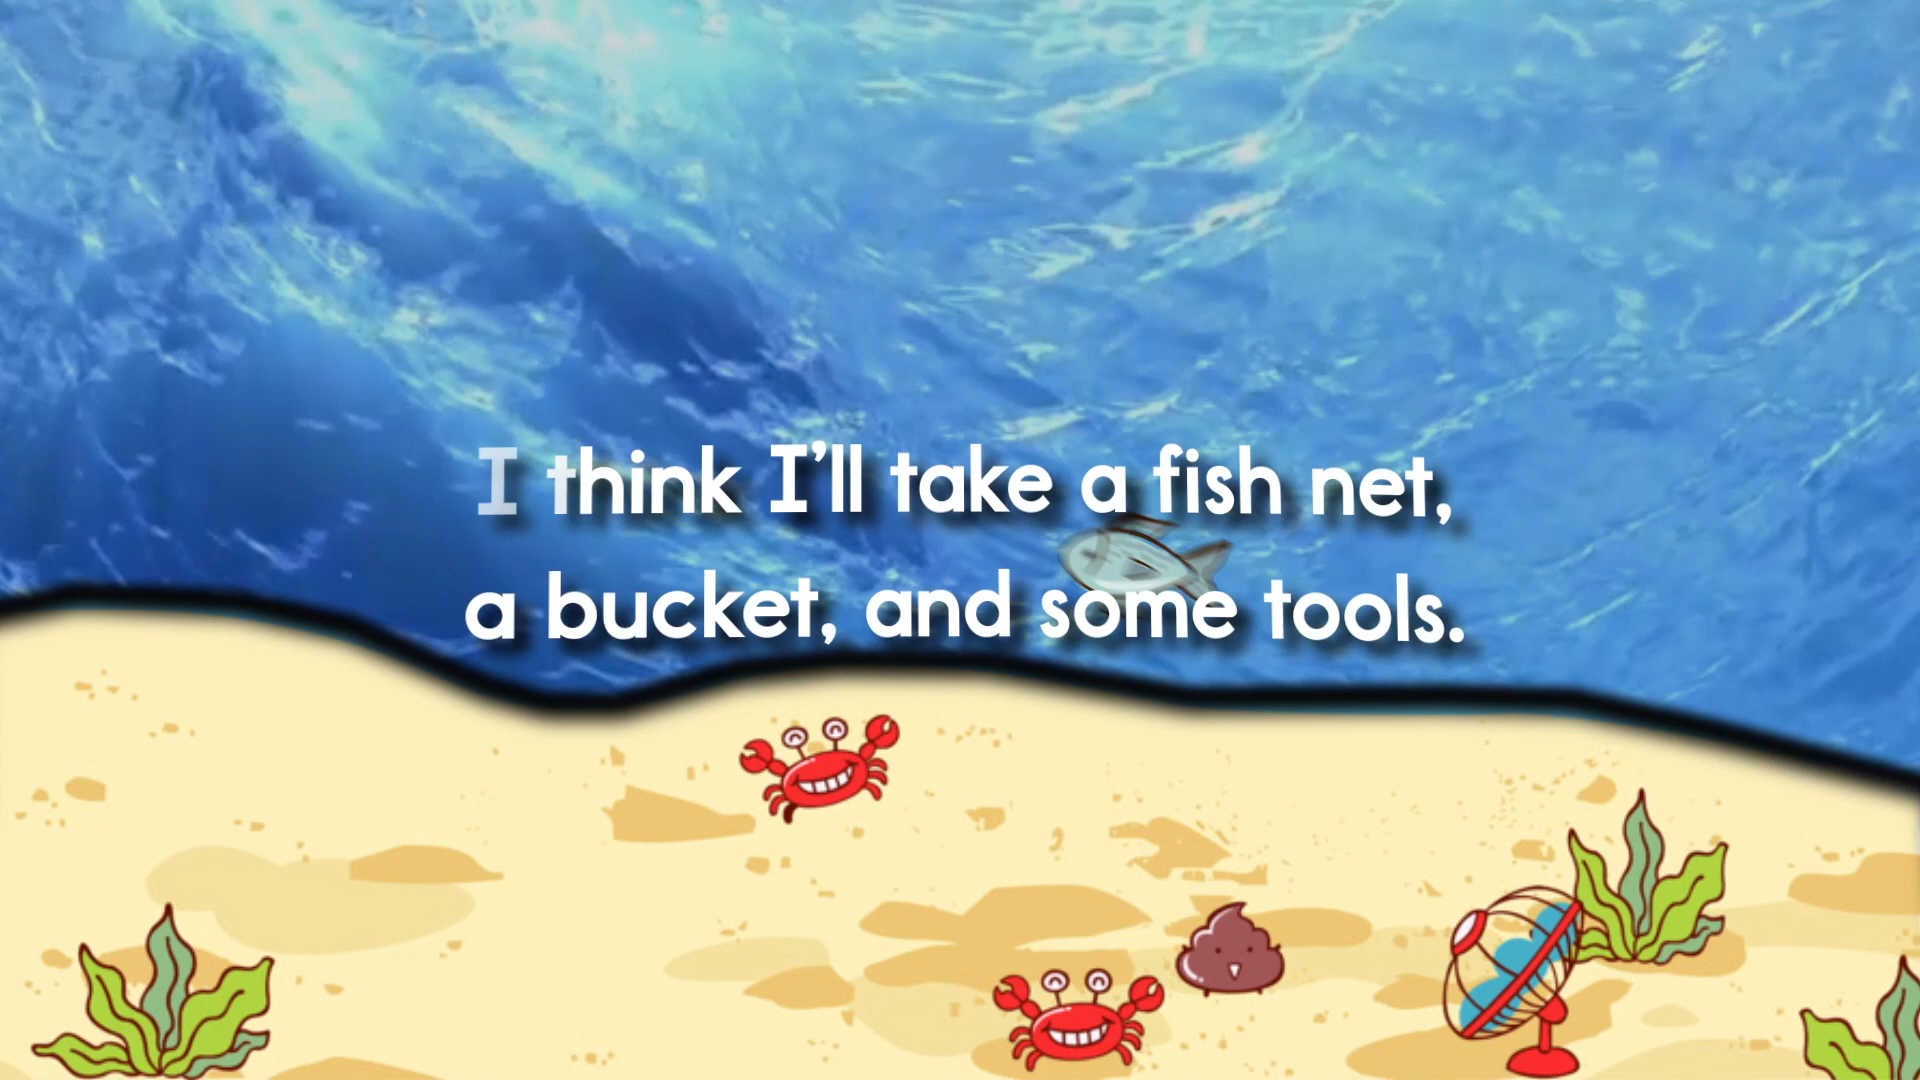 I think I'll take a fish net,
a bucket, and some tools.